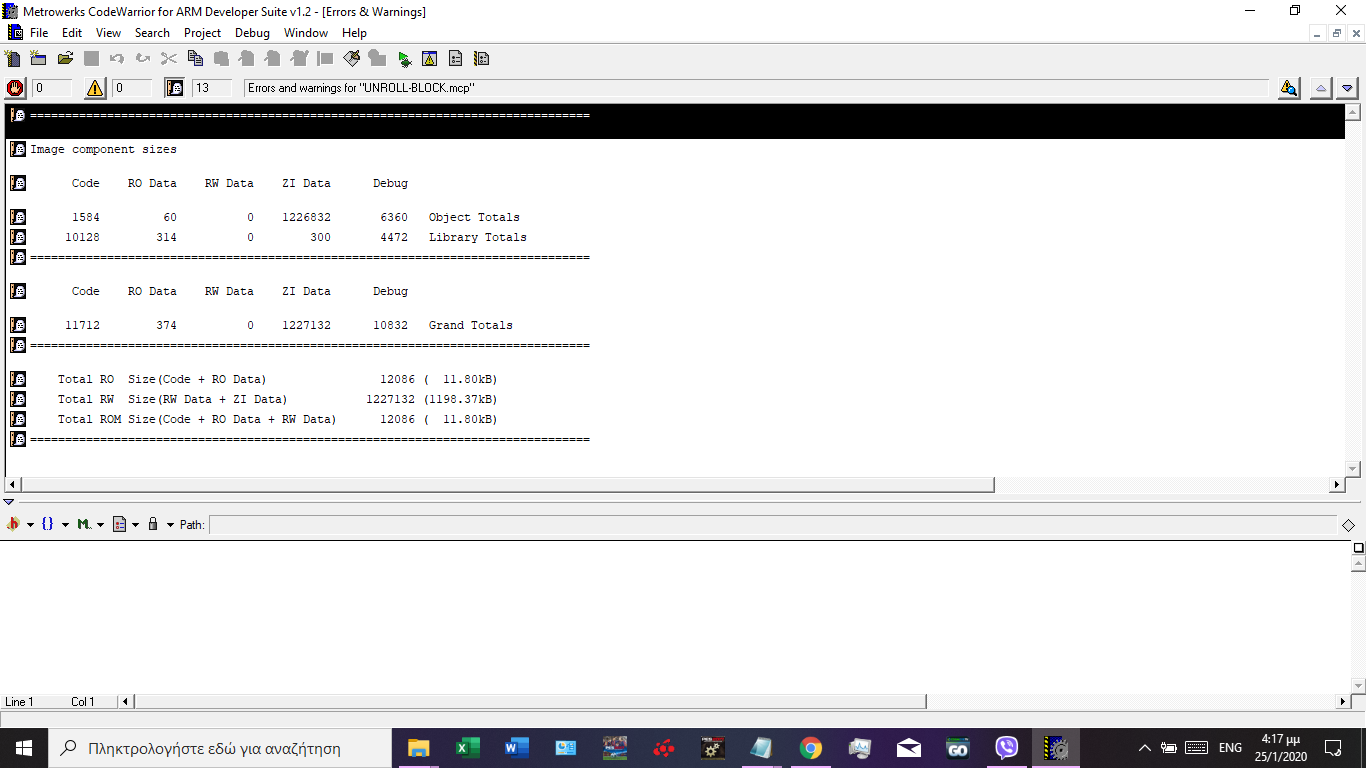 Metrowerks CodeWarrior for ARM Developer Suite v1.2 - [Errors & Warnings]
File Edit View Search Project Debug Window Help
0 0 13 Errors and warnings for "UNROLL-BLOCK.mcp"
================================================================================
Image component sizes
Code RO Data RW Data ZI Data Debug
1584 60 0 1226832 6360 Object Totals
10128 314 0 300 4472 Library Totals
================================================================================
Code RO Data RW Data ZI Data Debug
11712 374 0 1227132 10832 Grand Totals
================================================================================
Total RO Size(Code + RO Data) 12086 ( 11.80kB)
Total RW Size(RW Data + ZI Data) 1227132 (1198.37kB)
Total ROM Size(Code + RO Data + RW Data) 12086 ( 11.80kB)
================================================================================
h {} M. Path:
Line 1 Col 1
Πληκτρολογήστε εδώ για αναζήτηση
GO
ENG
4:17 μμ
25/1/2020